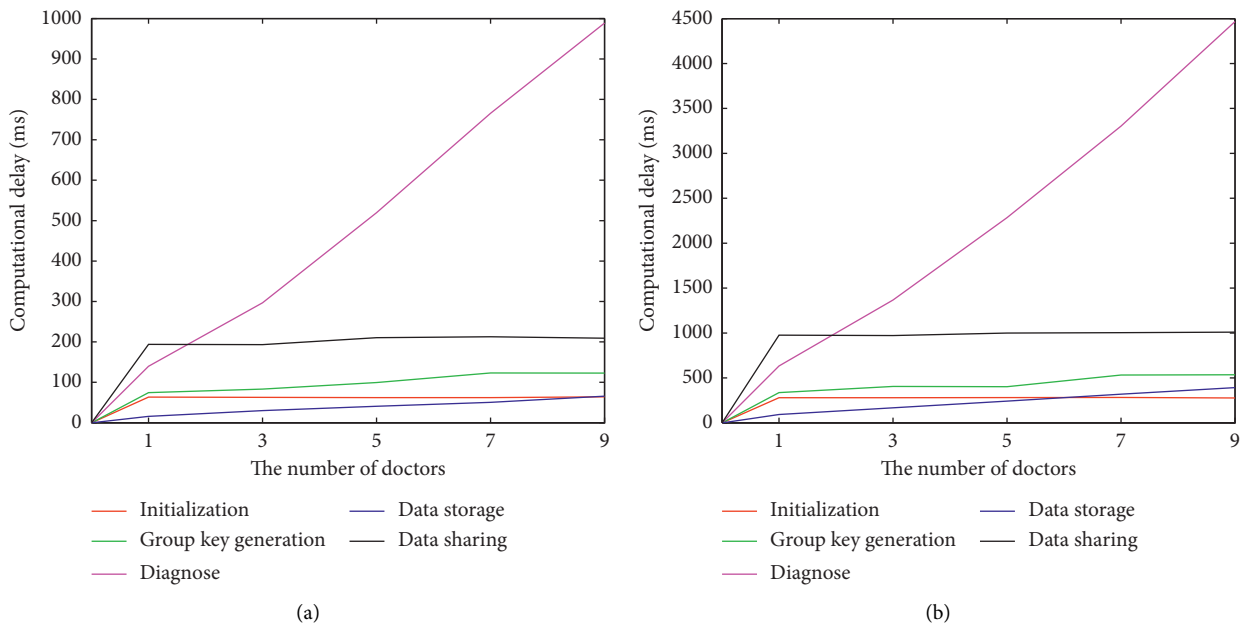 1000
900
800
700
600
500
400
300
200
100
0
Computational delay (ms)
1 3 5 7 9
The number of doctors
Initialization
Group key generation
Diagnose
Data storage
Data sharing
(a)
4500
4000
3500
3000
2500
2000
1500
1000
500
0
Computational delay (ms)
1 3 5 7 9
The number of doctors
Initialization
Group key generation
Diagnose
Data storage
Data sharing
(b)